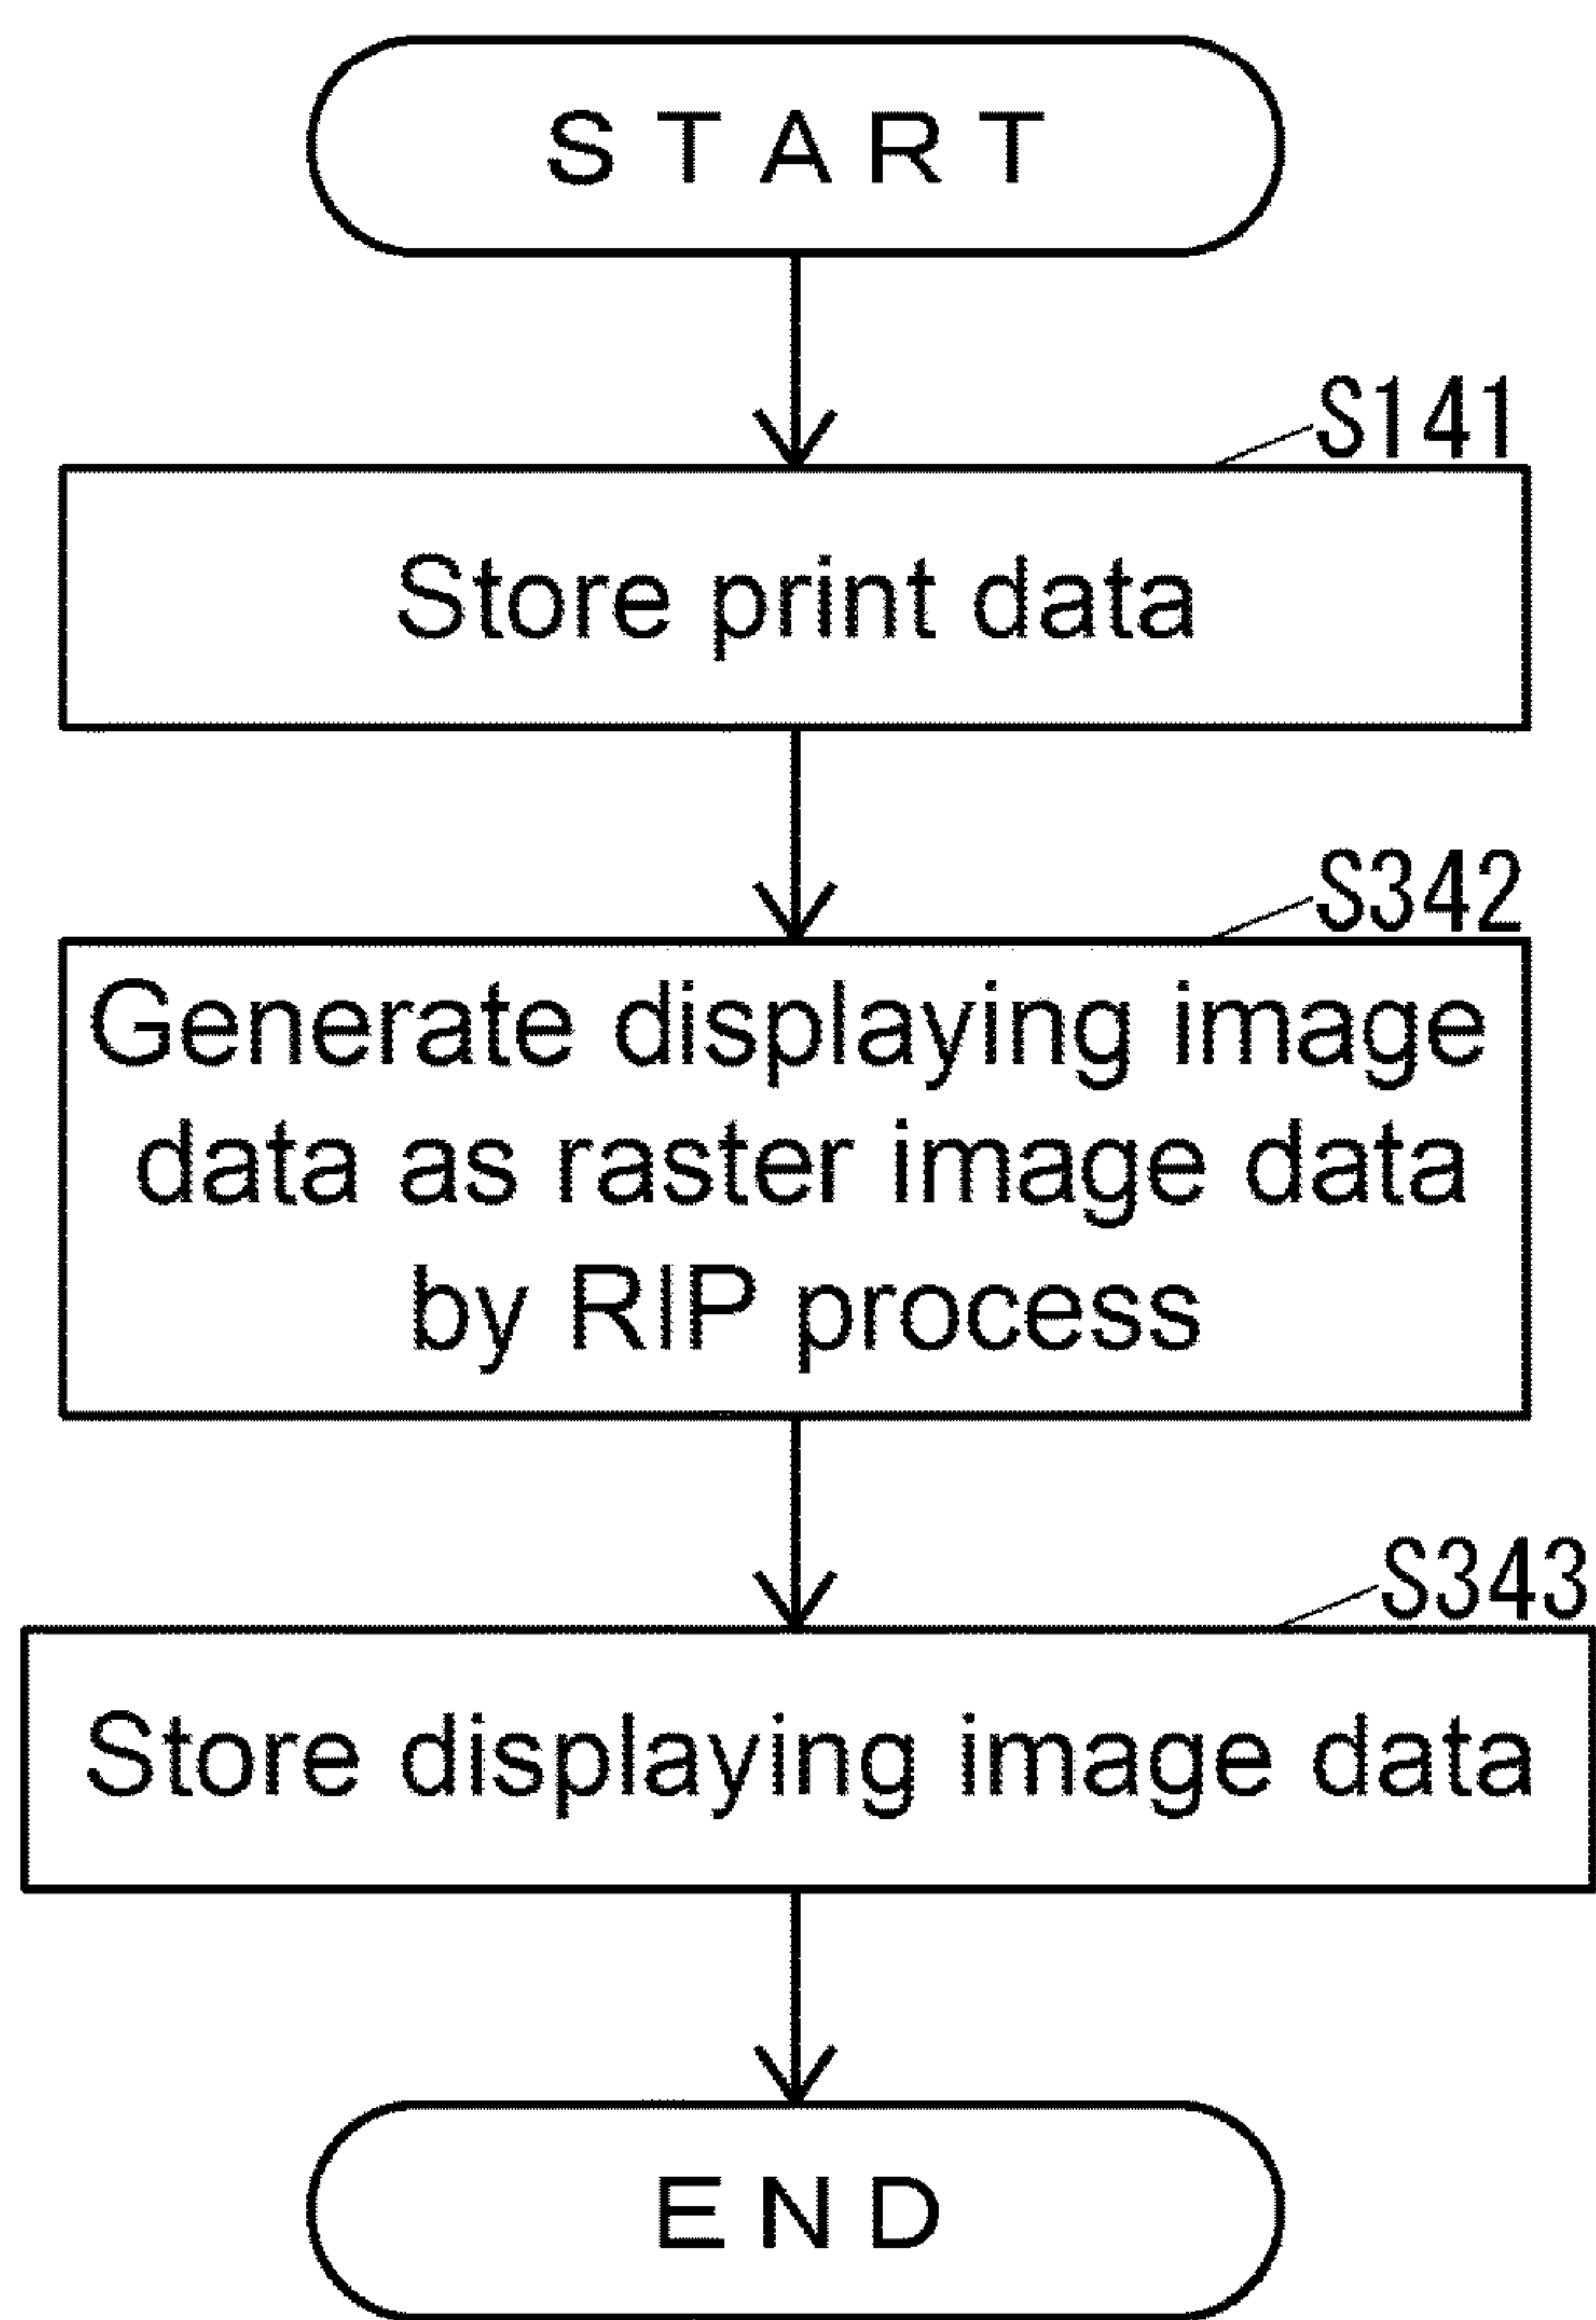 START
S141
Store print data
S342
Generate displaying image
data as raster image data
by RIP process
S343
Store displaying image data
END